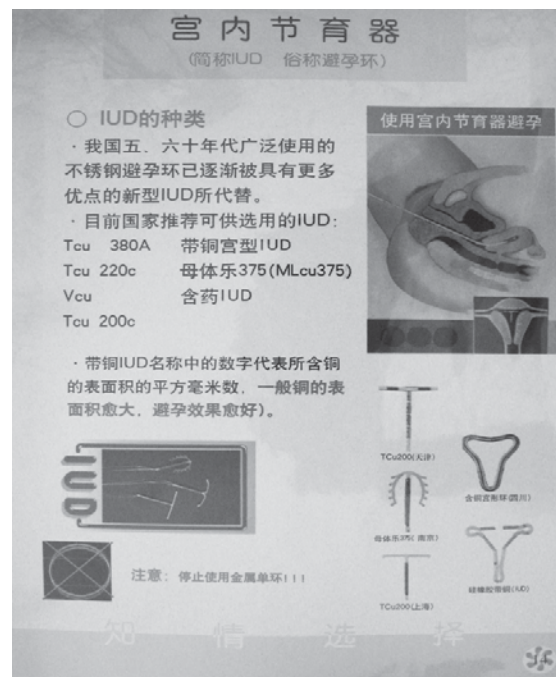 宫内节育器
(简称IUD 俗称避孕环)
○ IUD的种类
·我国五、六十年代广泛使用的
不锈钢避孕环已逐渐被具有更多
优点的新型IUD所代替。
·目前国家推荐可供选用的IUD:
Tcu 380A 带铜宫型IUD
Tcu 220c 母体乐375(MLcu375)
Vcu 含药IUD
Tcu 200c
·带铜IUD名称中的数字代表所含铜
的表面积的平方毫米数，一般铜的表
面积愈大，避孕效果愈好)。
IUD
注意: 停止使用金属单环!!!
使用宫内节育器避孕
TCu200(天津)
含铜宫形环(四川)
母体乐375(南京)
硅橡胶带铜(IUD)
TCu200(上海)
知情选择